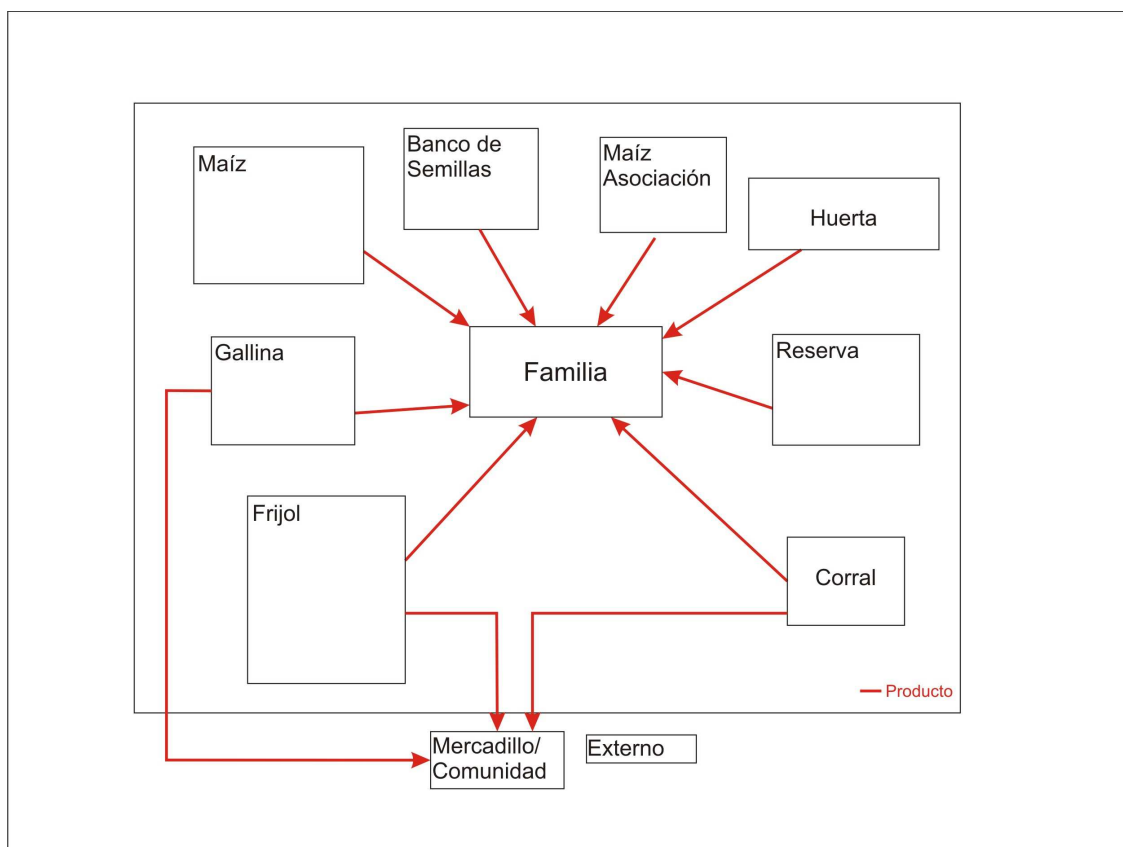 Maíz
Banco de
Semillas
Maíz
Asociación
Huerta
Gallina
Familia
Reserva
Frijol
Corral
Producto
Mercadillo/
Comunidad
Externo